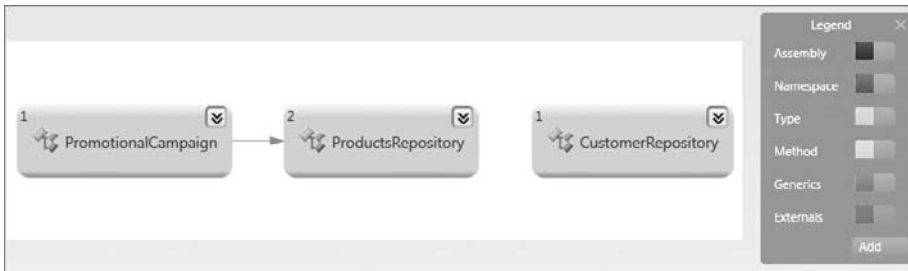 1
PromotionalCampaign
2
ProductsRepository
1
CustomerRepository
Legend
Assembly
Namespace
Type
Method
Generics
Externals
Add